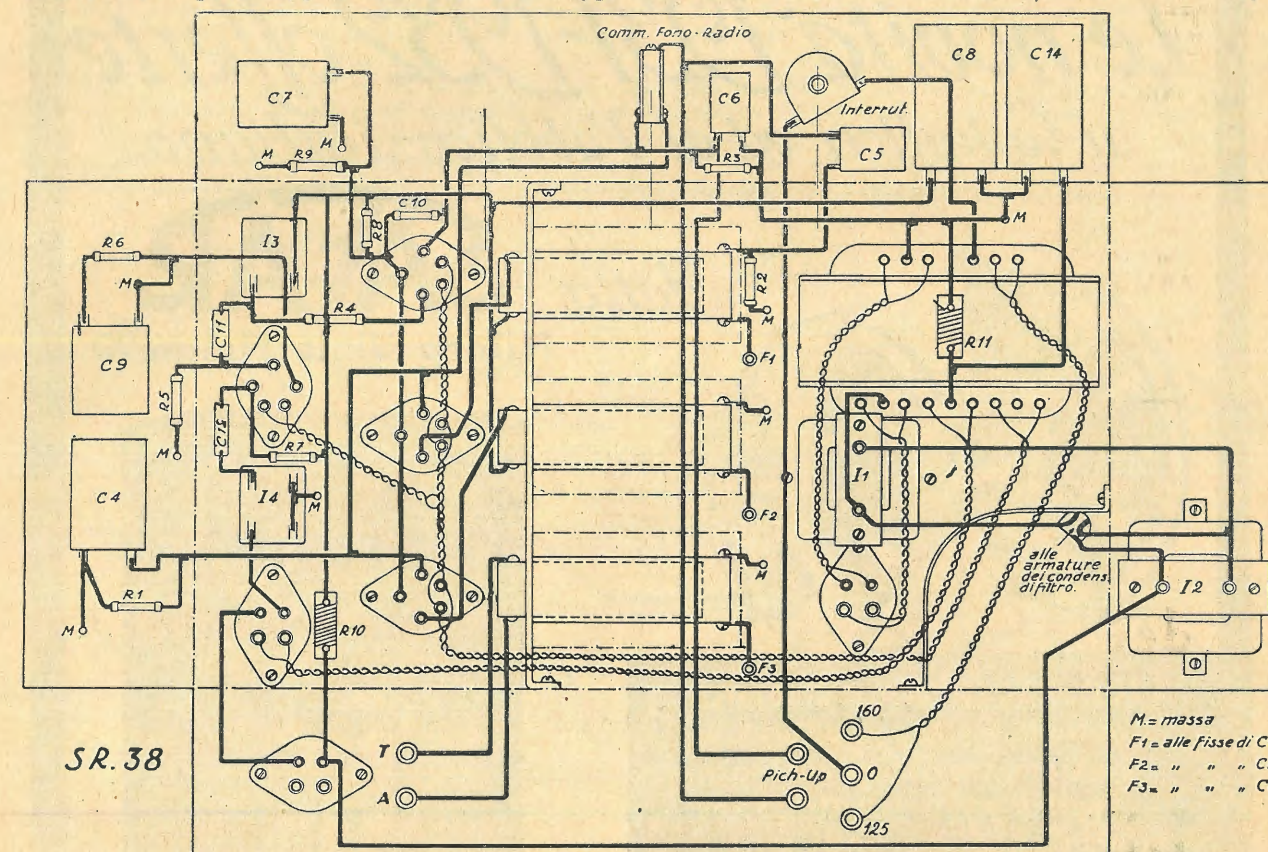 Comm. Fono-Radio
C7
C6
C8
C14
Interrut.
C5
M
M
R9
R3
M
R8
C10
I3
R6
M
R4
R2
M
F1
C11
C9
R5
R11
M
M
R7
I4
M
I1
C4
F2
M
alle
armature
dei condens.
di filtro.
I2
R1
M
R10
F3
160
M = massa
F1 = alle fisse di C
F2 = " " " C
F3 = " " " C
SR. 38
T
Pich-Up
O
A
125